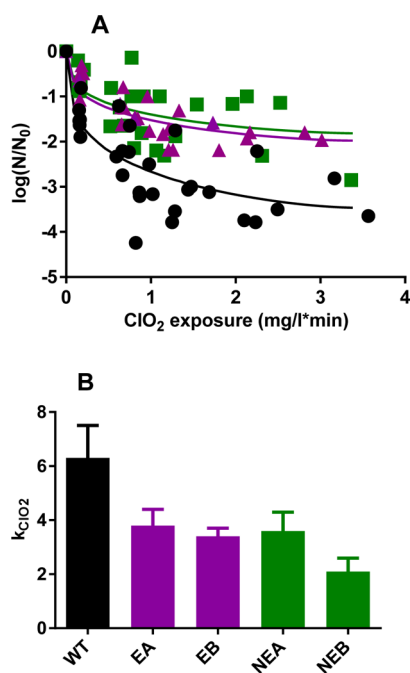 A
0
-1
-2
-3
-4
-5
log(N/N₀)
0 1 2 3 4
ClO₂ exposure (mg/l*min)
B
8
6
4
2
0
kClO2
WT EA EB NEA NEB